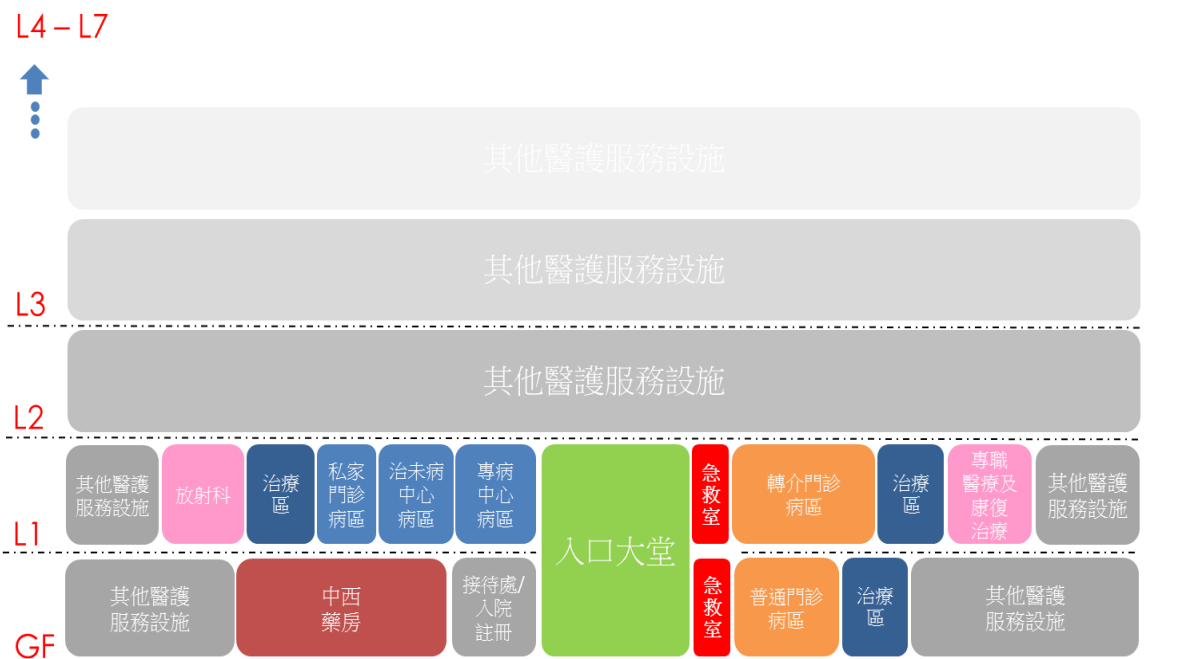 L4 – L7
其他醫護服務設施
其他醫護服務設施
L3
其他醫護服務設施
L2
其他醫護
服務設施
放射科
治療
區
私家
門診
病區
治未病
中心
病區
專病
中心
病區
入口大堂
急
救
室
轉介門診
病區
治療
區
專職
醫療及
康復
治療
其他醫護
服務設施
L1
其他醫護
服務設施
中西
藥房
接待處/
入院
註冊
急
救
室
普通門診
病區
治療
區
其他醫護
服務設施
GF